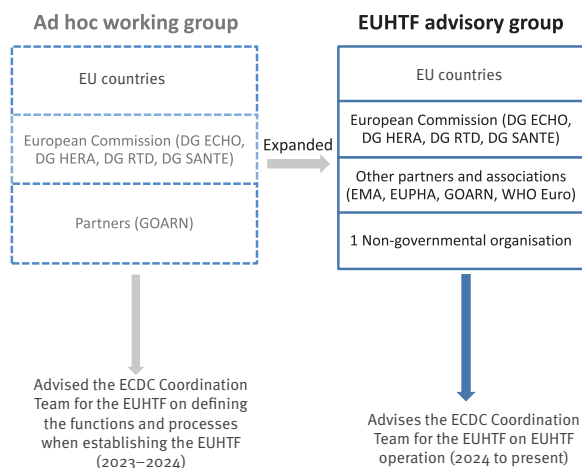 Ad hoc working group
EU countries
European Commission (DG ECHO,
DG HERA, DG RTD, DG SANTE)
Partners (GOARN)
Advised the ECDC Coordination
Team for the EUHTF on defining
the functions and processes
when establishing the EUHTF
(2023–2024)
Expanded
EUHTF advisory group
EU countries
European Commission (DG ECHO,
DG HERA, DG RTD, DG SANTE)
Other partners and associations
(EMA, EUPHA, GOARN, WHO Euro)
1 Non-governmental organisation
Advises the ECDC Coordination
Team for the EUHTF on EUHTF
operation (2024 to present)